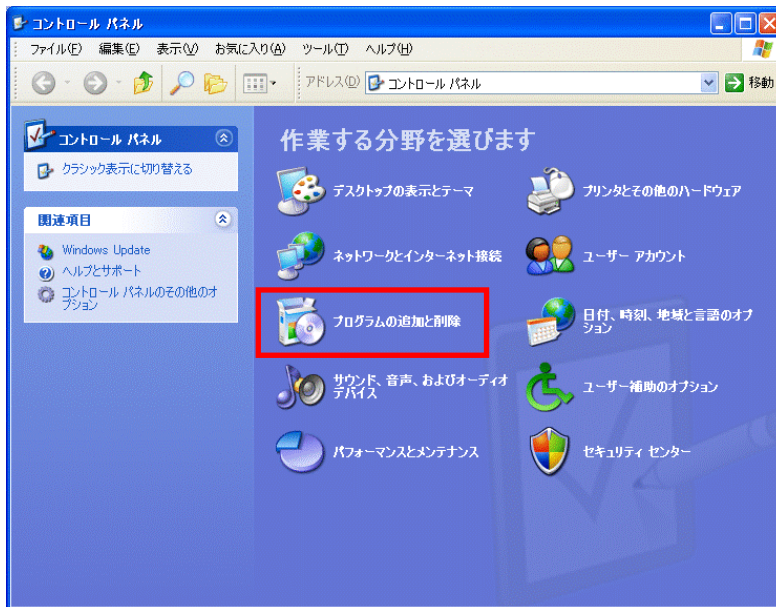 コントロール パネル
ファイル(F) 編集(E) 表示(V) お気に入り(A) ツール(T) ヘルプ(H)
アドレス(D) コントロール パネル 移動
コントロール パネル
クラシック表示に切り替える
関連項目
Windows Update
ヘルプとサポート
コントロール パネルのその他のオ
プション
作業する分野を選びます
デスクトップの表示とテーマ
プリンタとその他のハードウェア
ネットワークとインターネット接続
ユーザー アカウント
プログラムの追加と削除
日付、時刻、地域と言語のオプ
ション
サウンド、音声、およびオーディオ
デバイス
ユーザー補助のオプション
パフォーマンスとメンテナンス
セキュリティ センター